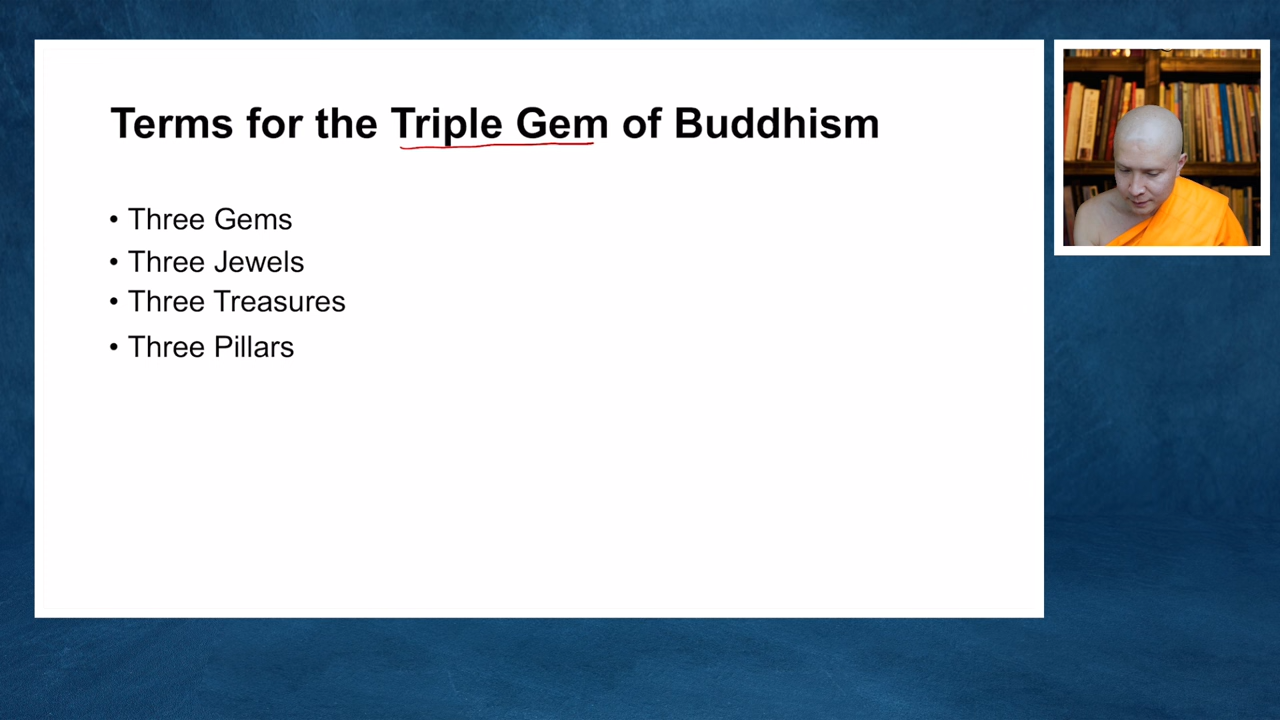 Terms for the Triple Gem of Buddhism
• Three Gems
• Three Jewels
• Three Treasures
• Three Pillars